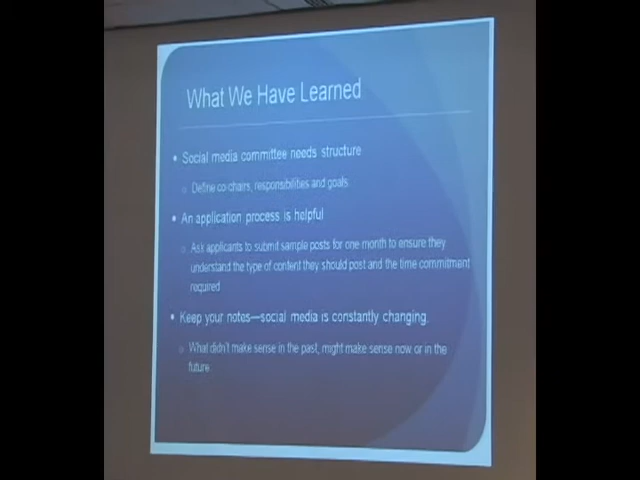 What We Have Learned
• Social media committee needs structure
○ Define co-chairs, responsibilities and goals
• An application process is helpful
○ Ask applicants to submit sample posts for one month to ensure they
understand the type of content they should post and the time commitment
required
• Keep your notes—social media is constantly changing.
○ What didn't make sense in the past, might make sense now or in the
future